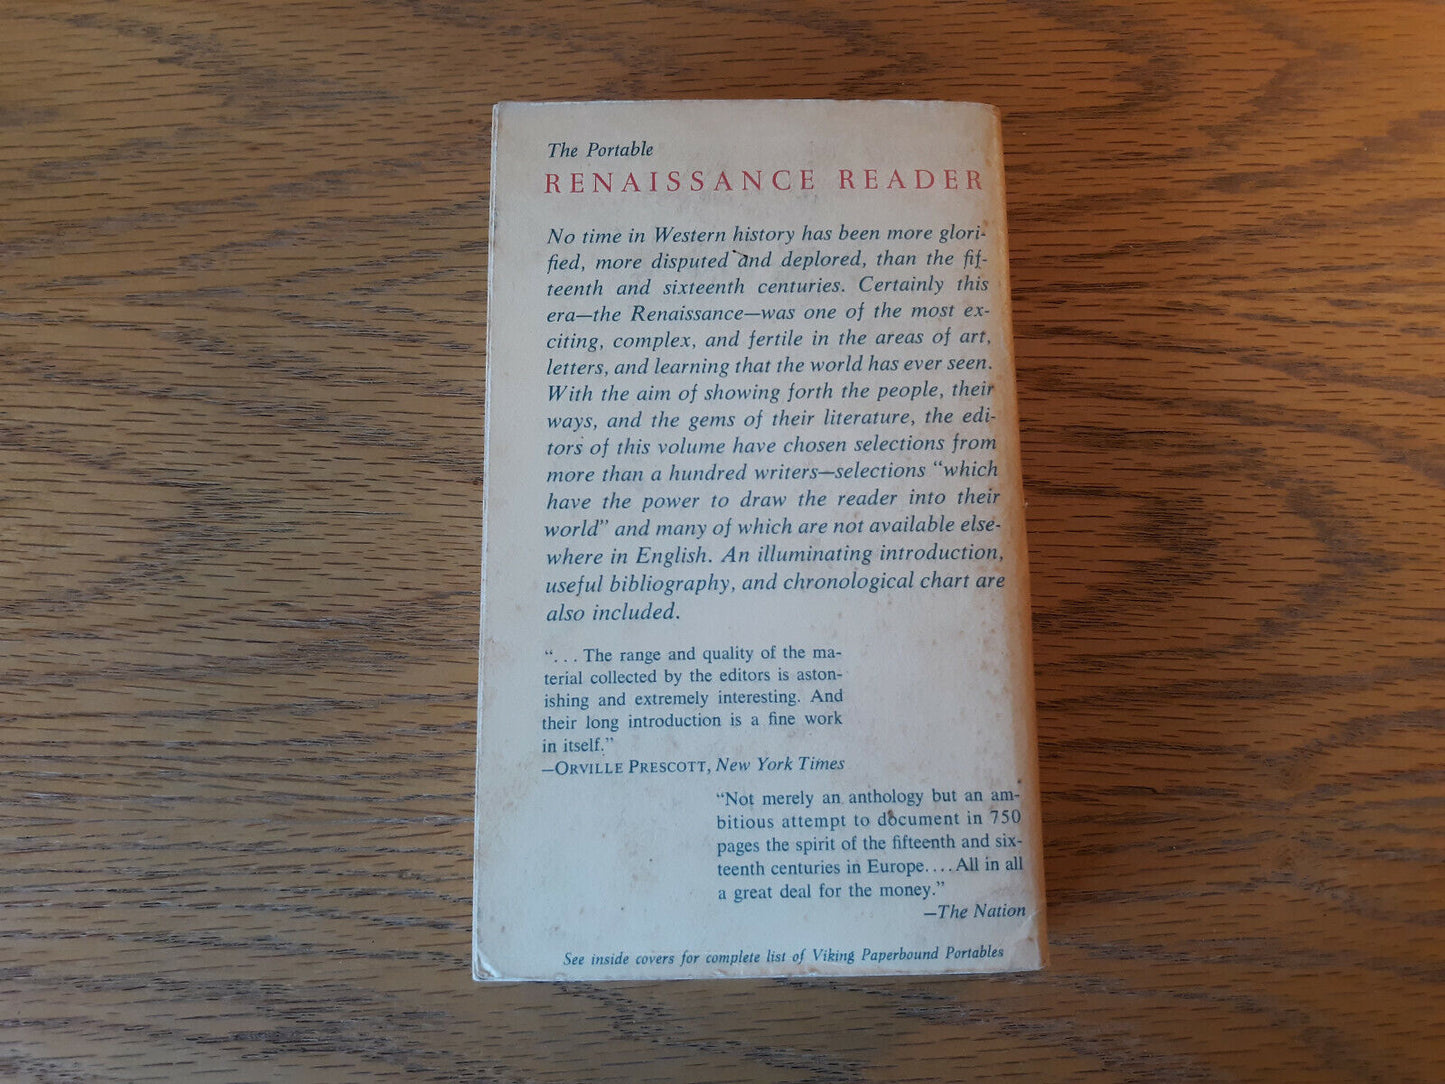 The Portable
RENAISSANCE READER
No time in Western history has been more glori-
fied, more disputed and deplored, than the fif-
teenth and sixteenth centuries. Certainly this
era—the Renaissance—was one of the most ex-
citing, complex, and fertile in the areas of art,
letters, and learning that the world has ever seen.
With the aim of showing forth the people, their
ways, and the gems of their literature, the edi-
tors of this volume have chosen selections from
more than a hundred writers—selections “which
have the power to draw the reader into their
world” and many of which are not available else-
where in English. An illuminating introduction,
useful bibliography, and chronological chart are
also included.
“. . . The range and quality of the ma-
terial collected by the editors is aston-
ishing and extremely interesting. And
their long introduction is a fine work
in itself.”
—ORVILLE PRESCOTT, New York Times
“Not merely an anthology but an am-
bitious attempt to document in 750
pages the spirit of the fifteenth and six-
teenth centuries in Europe. . . . All in all
a great deal for the money.”
—The Nation
See inside covers for complete list of Viking Paperbound Portables